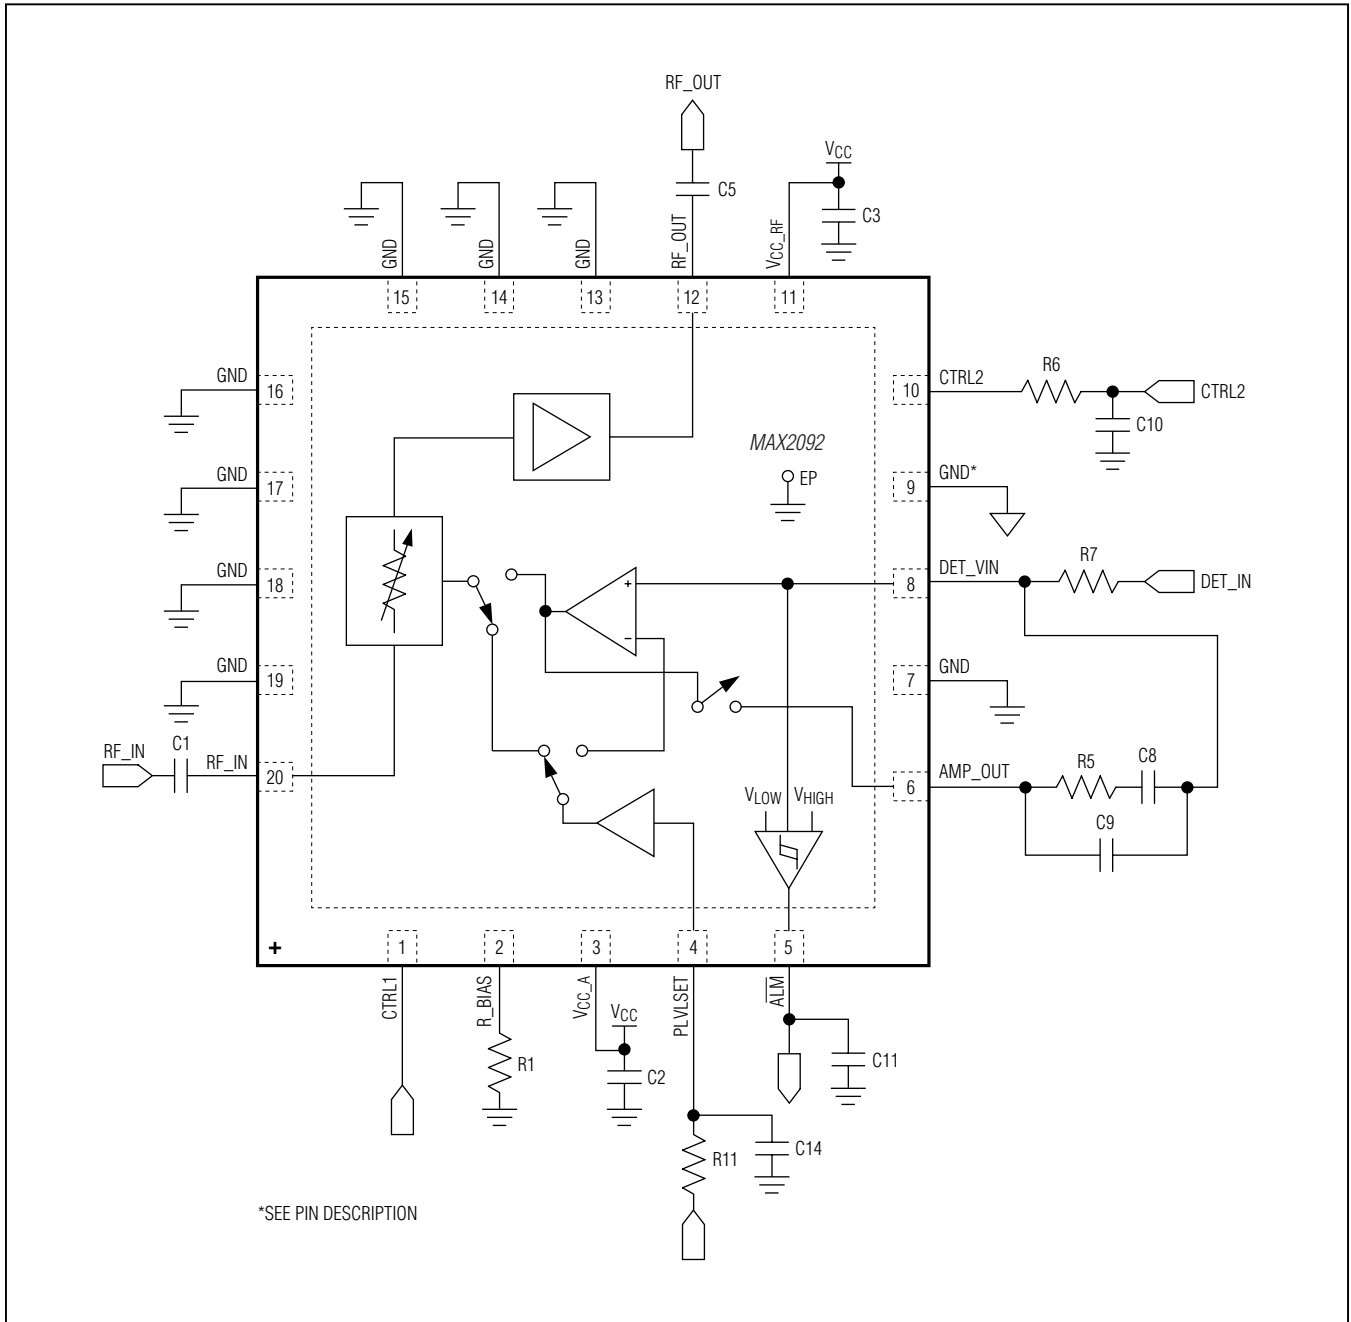 RF_OUT
VCC
C5
C3
GND
GND
GND
RF_OUT
VCC_RF
15
14
13
12
11
GND
16
10
CTRL2
R6
CTRL2
C10
MAX2092
EP
GND
17
9
GND*
GND
18
+
−
8
DET_VIN
R7
DET_IN
GND
19
7
GND
RF_IN
C1
RF_IN
20
6
AMP_OUT
R5
C8
C9
VLOW
VHIGH
+
1
2
3
4
5
CTRL1
R_BIAS
VCC_A
PLVLSET
ALM
VCC
R1
C2
C11
R11
C14
*SEE PIN DESCRIPTION